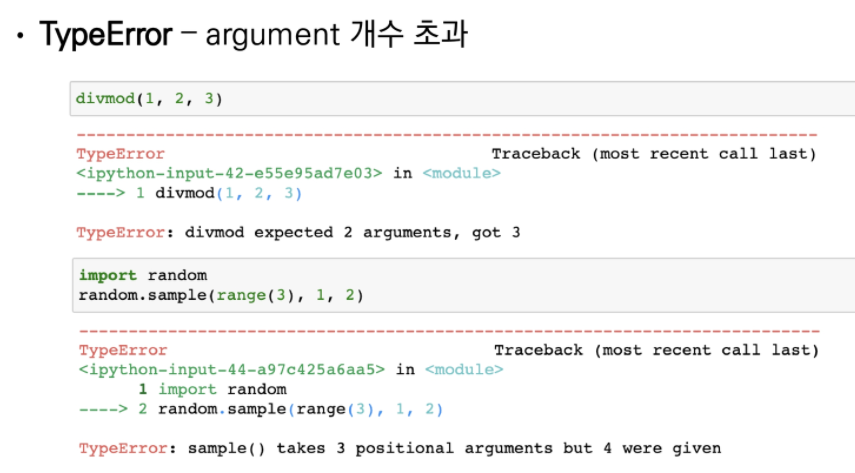 • TypeError – argument 개수 초과
divmod(1, 2, 3)
---------------------------------------------------------------------------
TypeError Traceback (most recent call last)
<ipython-input-42-e55e95ad7e03> in <module>
----> 1 divmod(1, 2, 3)
TypeError: divmod expected 2 arguments, got 3
import random
random.sample(range(3), 1, 2)
---------------------------------------------------------------------------
TypeError Traceback (most recent call last)
<ipython-input-44-a97c425a6aa5> in <module>
1 import random
----> 2 random.sample(range(3), 1, 2)
TypeError: sample() takes 3 positional arguments but 4 were given